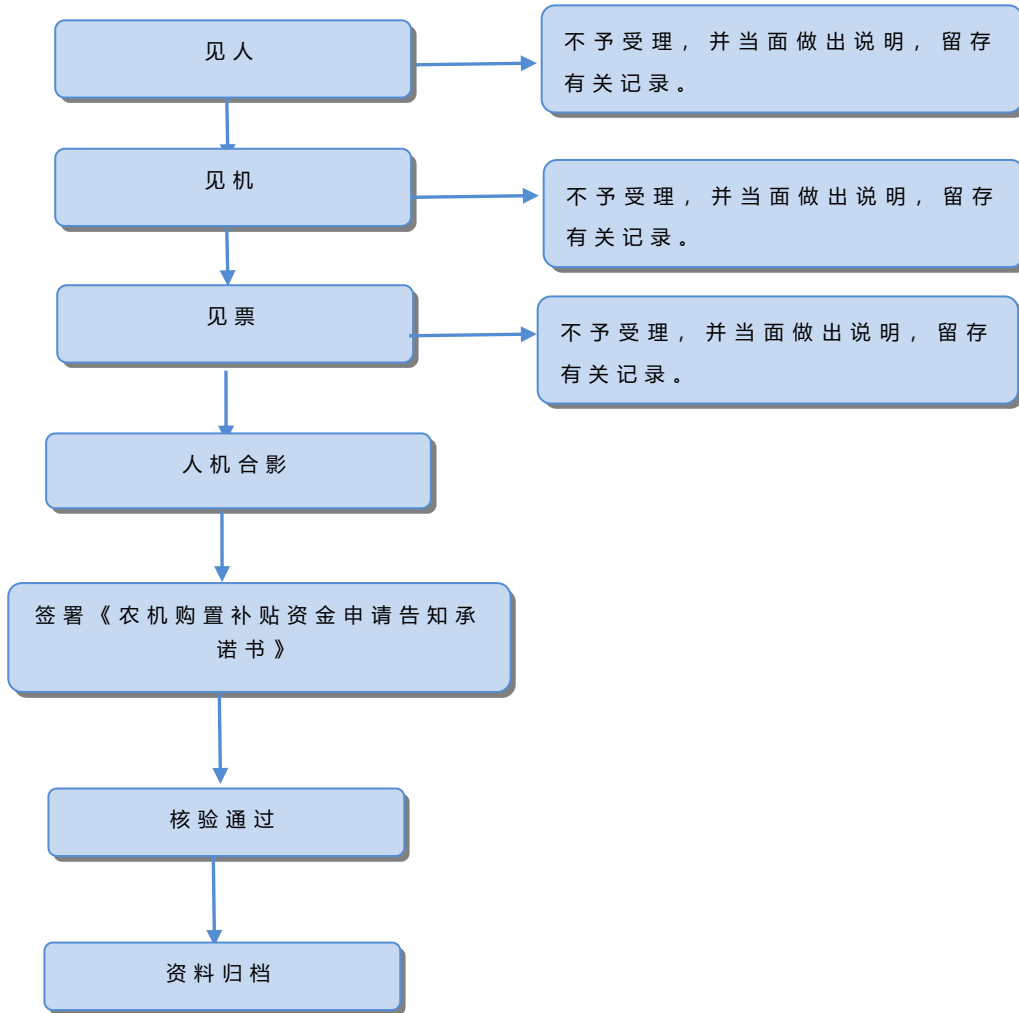 见人
不予受理，并当面做出说明，留存
有关记录。
见机
不予受理，并当面做出说明，留存
有关记录。
见票
不予受理，并当面做出说明，留存
有关记录。
人机合影
签署《农机购置补贴资金申请告知承
诺书》
核验通过
资料归档